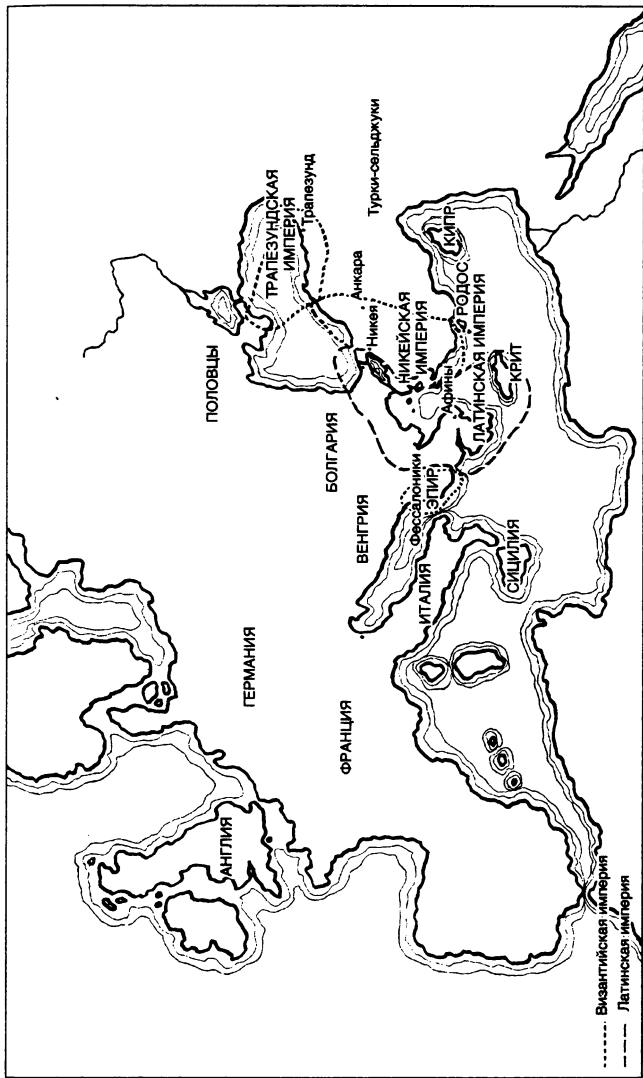 АНГЛИЯ
ГЕРМАНИЯ
ФРАНЦИЯ
ПОЛОВЦЫ
БОЛГАРИЯ
ВЕНГРИЯ
ИТАЛИЯ
СИЦИЛИЯ
Фессалоники
ЭПИР
ТРАПЕЗУНДСКАЯ
ИМПЕРИЯ
Трапезунд
Анкара
Никея
НИКЕЙСКАЯ
ИМПЕРИЯ
Афины
ЛАТИНСКАЯ ИМПЕРИЯ
РОДОС
КРИТ
КИПР
Турки-сельджуки
Византийская империя
Латинская империя